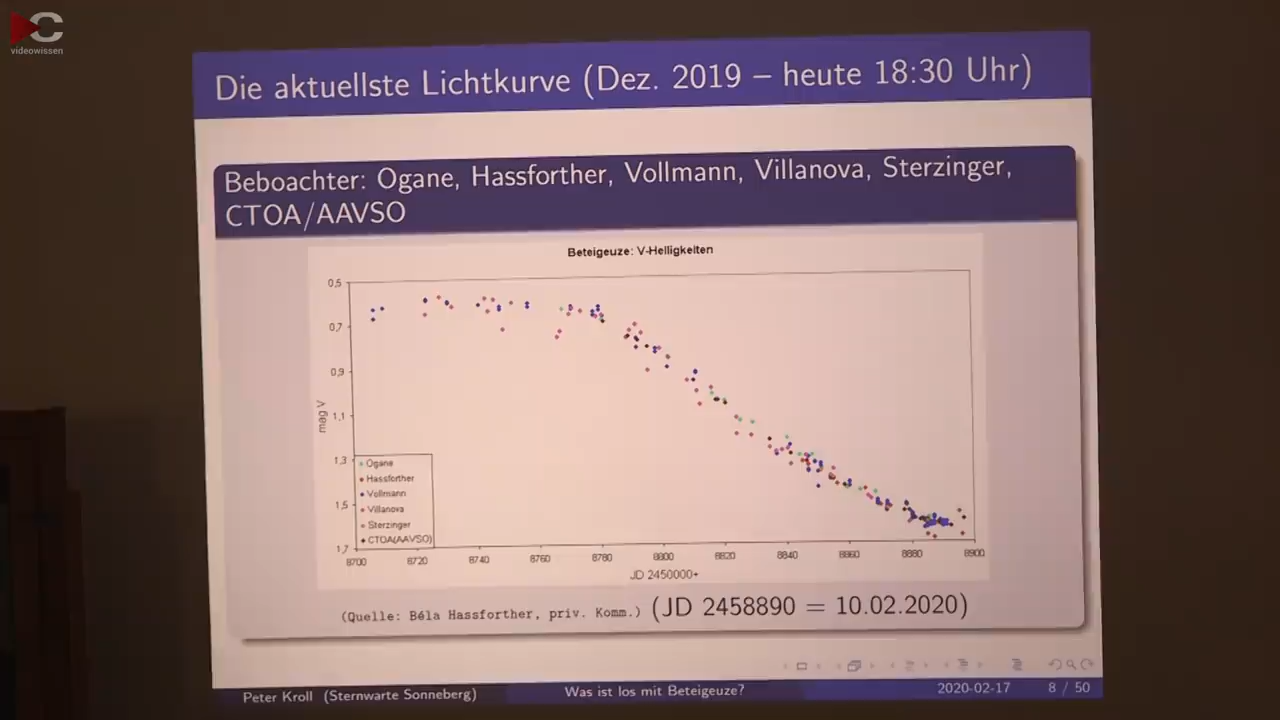 C
videowissen
Die aktuellste Lichtkurve (Dez. 2019 – heute 18:30 Uhr)
Beboachter: Ogane, Hassforther, Vollmann, Villanova, Sterzinger,
CTOA/AAVSO
Beteigeuze: V-Helligkeiten
0,5
0,7
0,9
1,1
1,3
1,5
1,7
mag V
Ogane
Hassforther
Vollmann
Villanova
Sterzinger
CTOA(AAVSO)
8700 8720 8740 8760 8780 8800 8820 8840 8860 8880 8900
JD 2450000+
(Quelle: Béla Hassforther, priv. Komm.) (JD 2458890 = 10.02.2020)
Peter Kroll (Sternwarte Sonneberg) Was ist los mit Beteigeuze? 2020-02-17 8 / 50